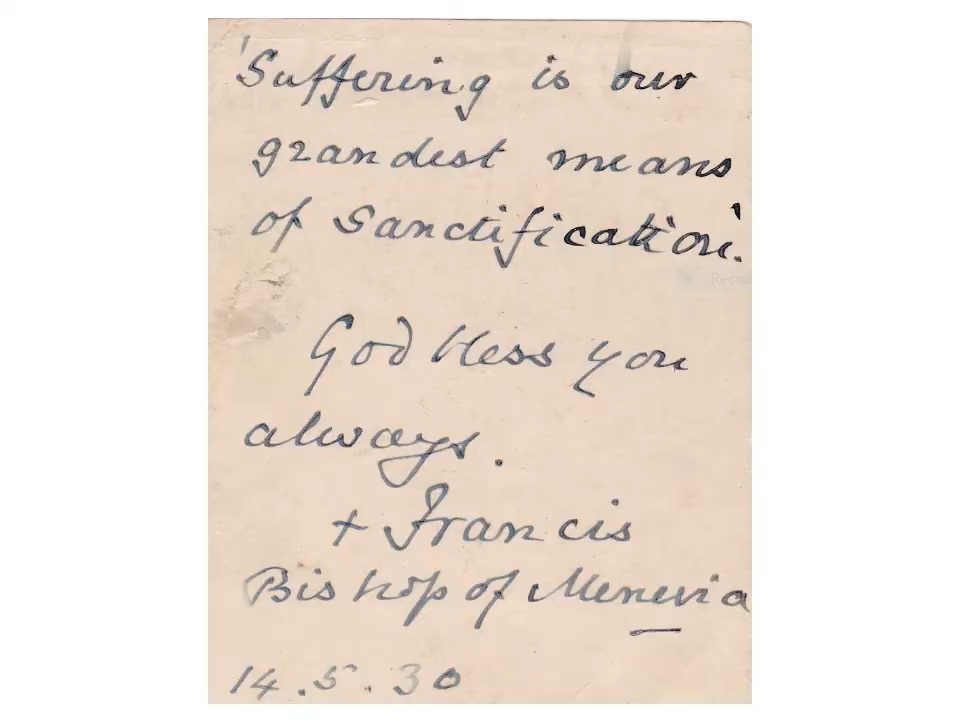 'Suffering is our
grandest means
of Sanctification'.
God bless you
always.
+ Francis
Bishop of Menevia
14.5.30